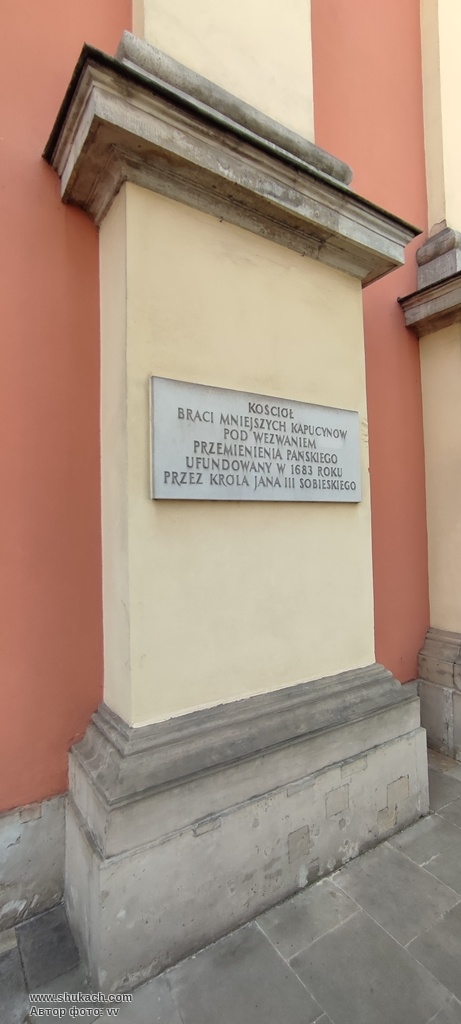 KOŚCIÓŁ
BRACI MNIEJSZYCH KAPUCYNÓW
POD WEZWANIEM
PRZEMIENIENIA PAŃSKIEGO
UFUNDOWANY W 1683 ROKU
PRZEZ KRÓLA JANA III SOBIESKIEGO
www.shukach.com
Автор фото: vv